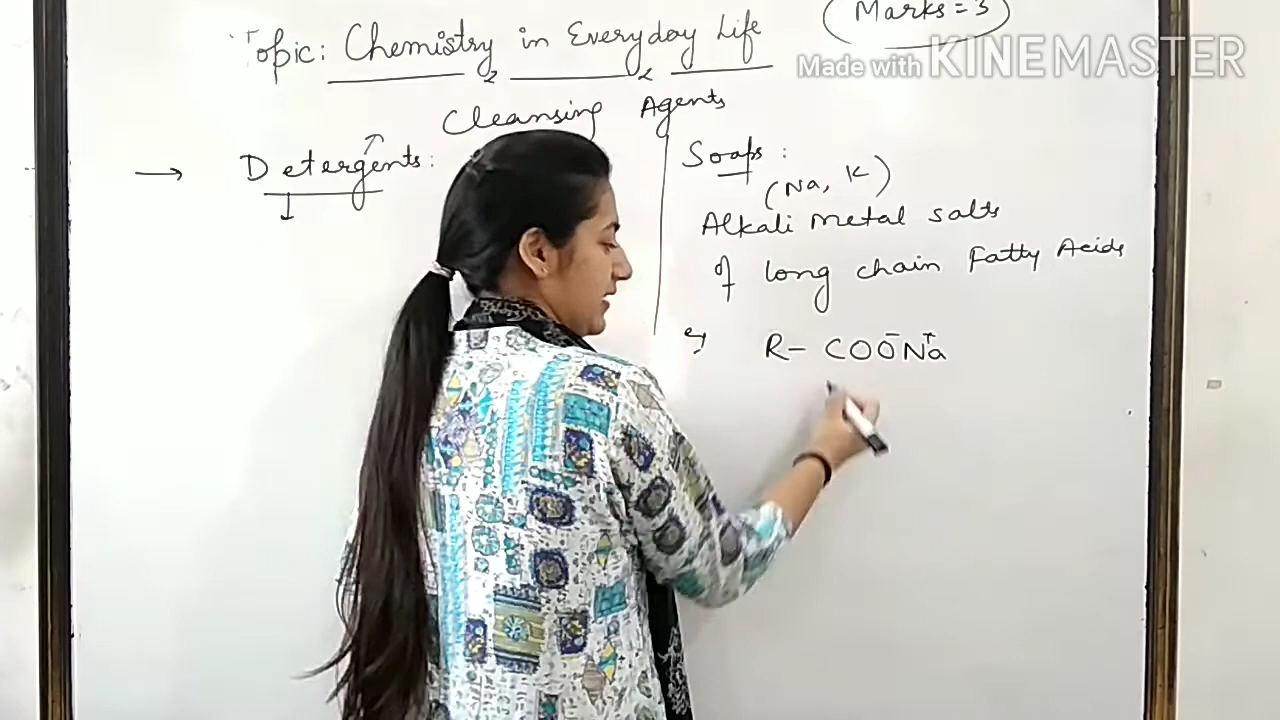 Topic: Chemistry in Everyday Life
Marks = 3
Made with KINEMASTER
Cleansing Agents
→ Detergents:
Soaps:
(Na, K)
Alkali metal salts
of long chain Fatty Acids
eg R- COO⁻Na⁺